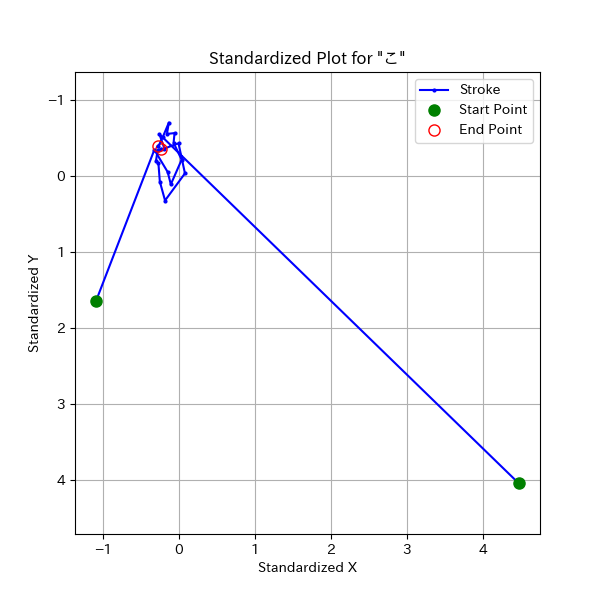 Standardized Plot for "こ"
Stroke
Start Point
End Point
−1
0
1
2
3
4
Standardized Y
−1 0 1 2 3 4
Standardized X